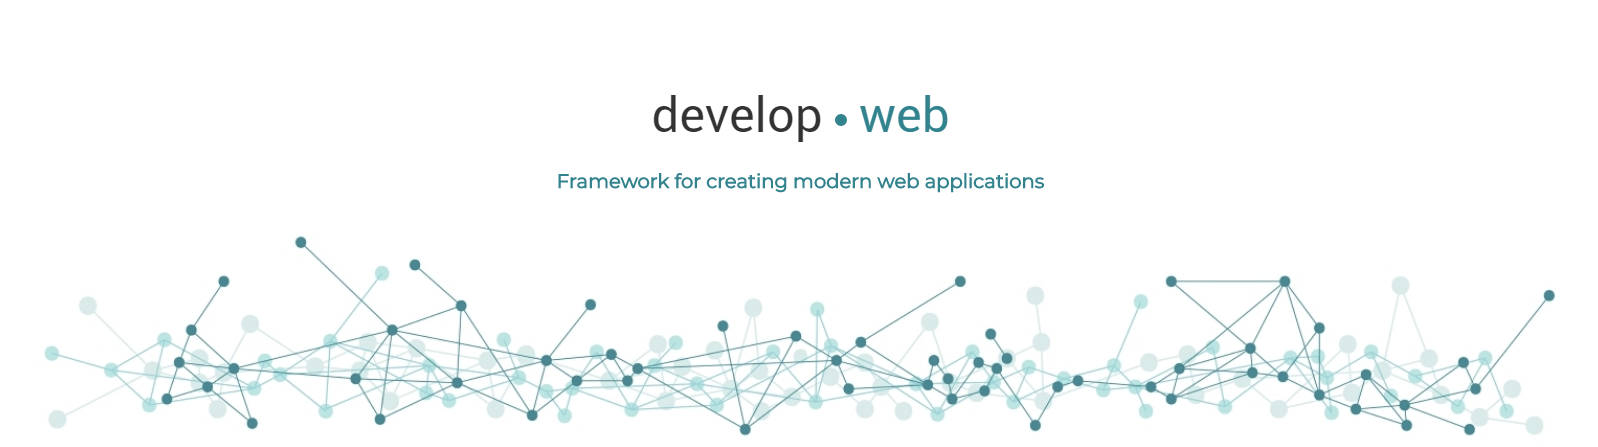 develop • web
Framework for creating modern web applications